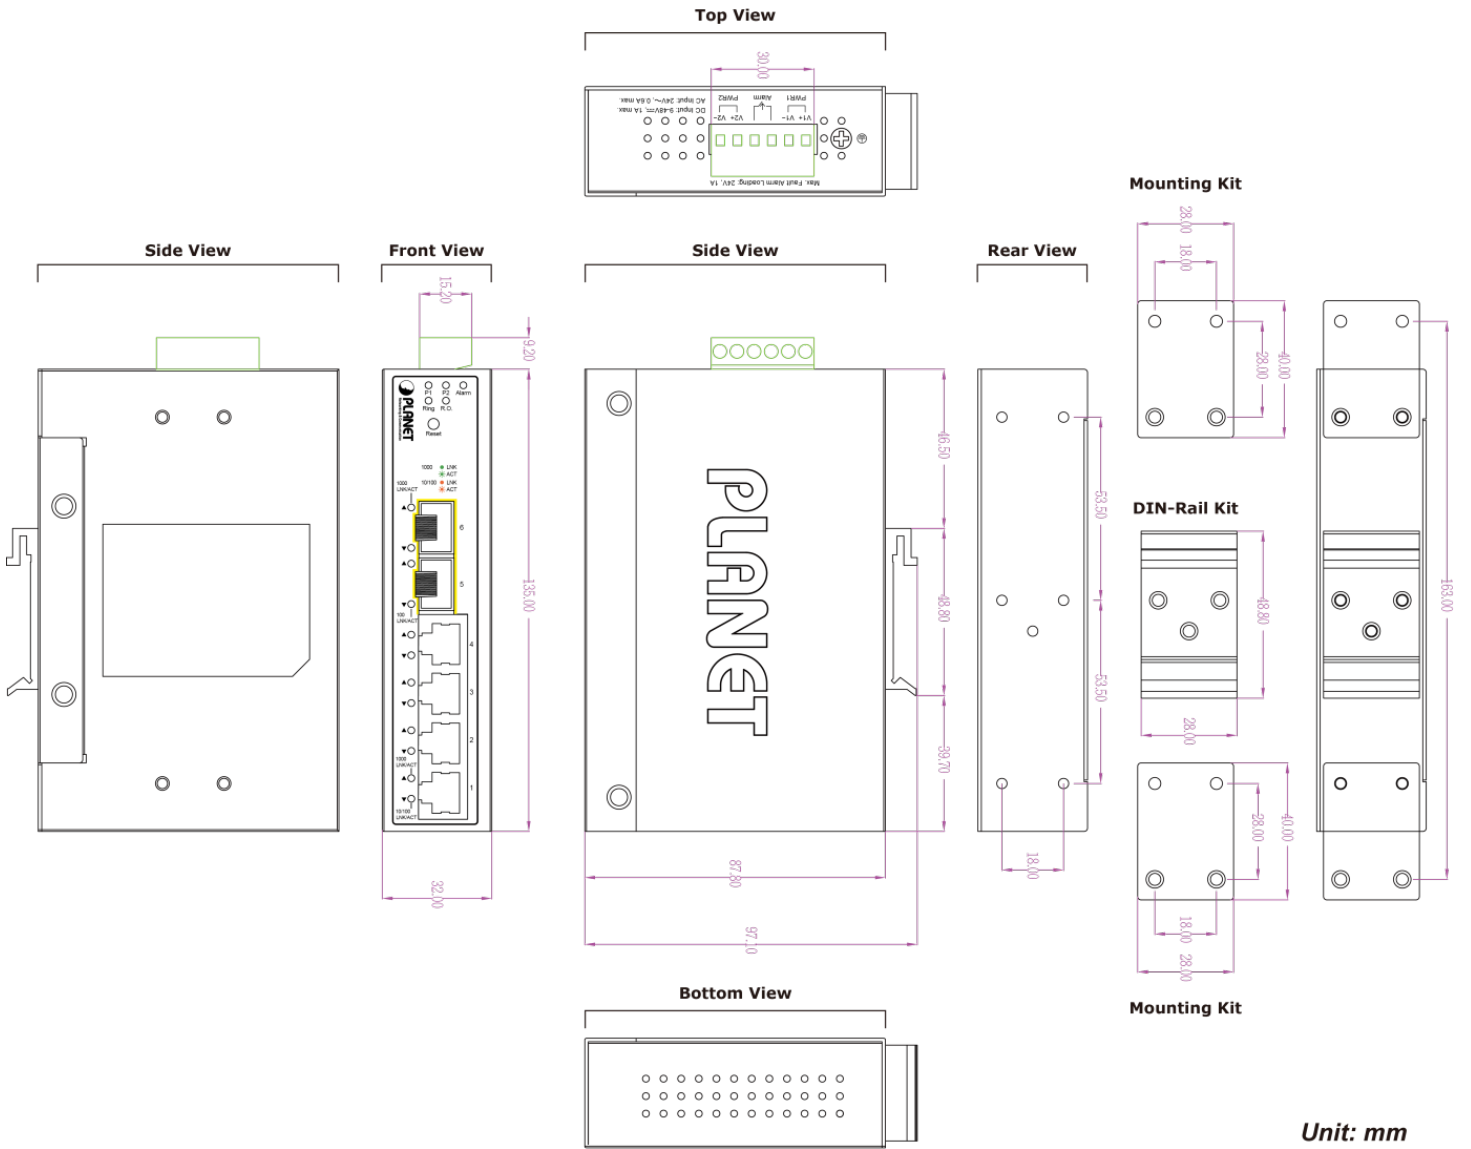 Top View
30.00
AC Input: 24V~, 0.6A max.
DC Input: 9-48V⎓, 1A max
PWR2
Alarm
PWR1
V2- V2+
V1- V1+
Max. Fault Alarm Loading: 24V, 1A
Mounting Kit
28.00
18.00
28.00
40.00
Side View
Front View
Side View
Rear View
15.20
9.20
PLANET
P1 P2 Alarm
Ring R.O.
Reset
1000 LNK
ACT
10/100 LNK
ACT
1000
LNK/ACT
6
5
100
LNK/ACT
4
3
2
1000
LNK/ACT
1
10/100
LNK/ACT
135.00
32.00
PLANET
46.50
48.80
39.70
87.80
97.10
53.50
53.50
18.00
DIN-Rail Kit
48.80
28.00
163.00
28.00
40.00
18.00
28.00
Mounting Kit
Bottom View
Unit: mm